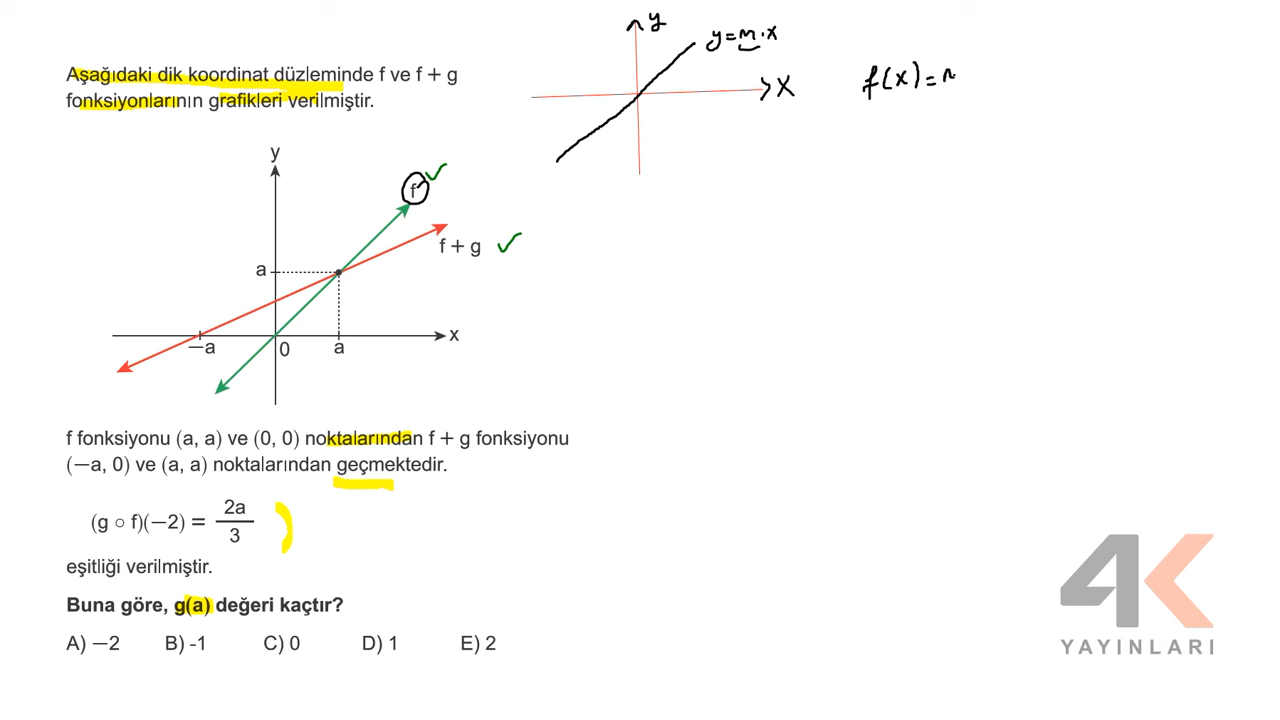 Aşağıdaki dik koordinat düzleminde f ve f + g
fonksiyonlarının grafikleri verilmiştir.
y
y=m·x
x
f(x)=
y
f
f + g
a
x
−a
0
a
f fonksiyonu (a, a) ve (0, 0) noktalarından f + g fonksiyonu
(−a, 0) ve (a, a) noktalarından geçmektedir.
(g ∘ f)(−2) = 2a/3
eşitliği verilmiştir.
Buna göre, g(a) değeri kaçtır?
A) −2 B) -1 C) 0 D) 1 E) 2
4K
YAYINLARI